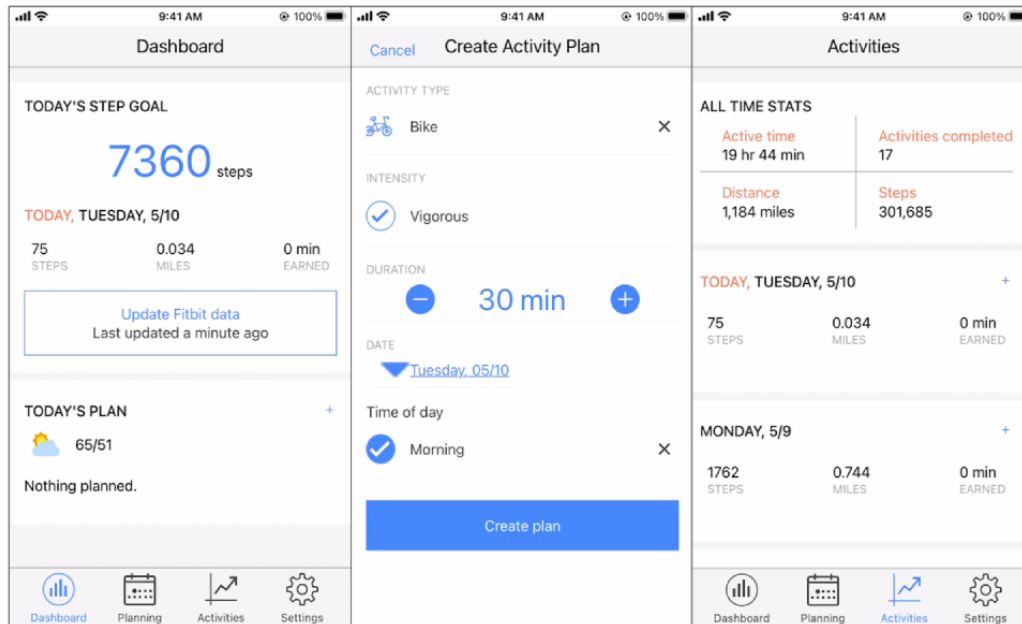 9:41 AM 100%
Dashboard
TODAY'S STEP GOAL
7360 steps
TODAY, TUESDAY, 5/10
75 0.034 0 min
STEPS MILES EARNED
Update Fitbit data
Last updated a minute ago
TODAY'S PLAN +
65/51
Nothing planned.
Dashboard Planning Activities Settings
9:41 AM 100%
Cancel Create Activity Plan
ACTIVITY TYPE
Bike
INTENSITY
Vigorous
DURATION
30 min
DATE
Tuesday, 05/10
Time of day
Morning
Create plan
9:41 AM 100%
Activities
ALL TIME STATS
Active time Activities completed
19 hr 44 min 17
Distance Steps
1,184 miles 301,685
TODAY, TUESDAY, 5/10 +
75 0.034 0 min
STEPS MILES EARNED
MONDAY, 5/9 +
1762 0.744 0 min
STEPS MILES EARNED
Dashboard Planning Activities Settings